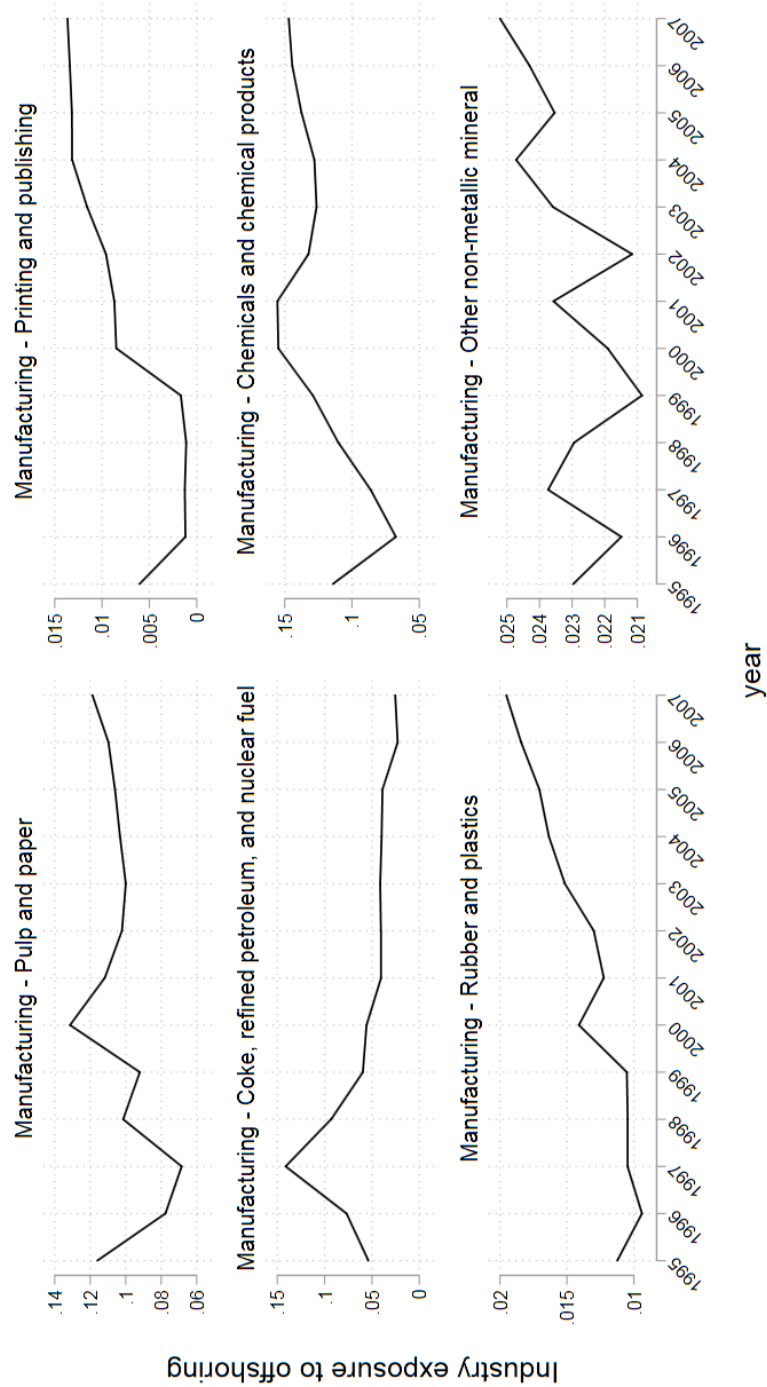 Industry exposure to offshoring
Manufacturing - Pulp and paper
.14
.12
.1
.08
.06
Manufacturing - Printing and publishing
.015
.01
.005
0
Manufacturing - Coke, refined petroleum, and nuclear fuel
.15
.1
.05
0
Manufacturing - Chemicals and chemical products
.15
.1
.05
Manufacturing - Rubber and plastics
.02
.015
.01
1995 1996 1997 1998 1999 2000 2001 2002 2003 2004 2005 2006 2007
Manufacturing - Other non-metallic mineral
.025
.024
.023
.022
.021
1995 1996 1997 1998 1999 2000 2001 2002 2003 2004 2005 2006 2007
year